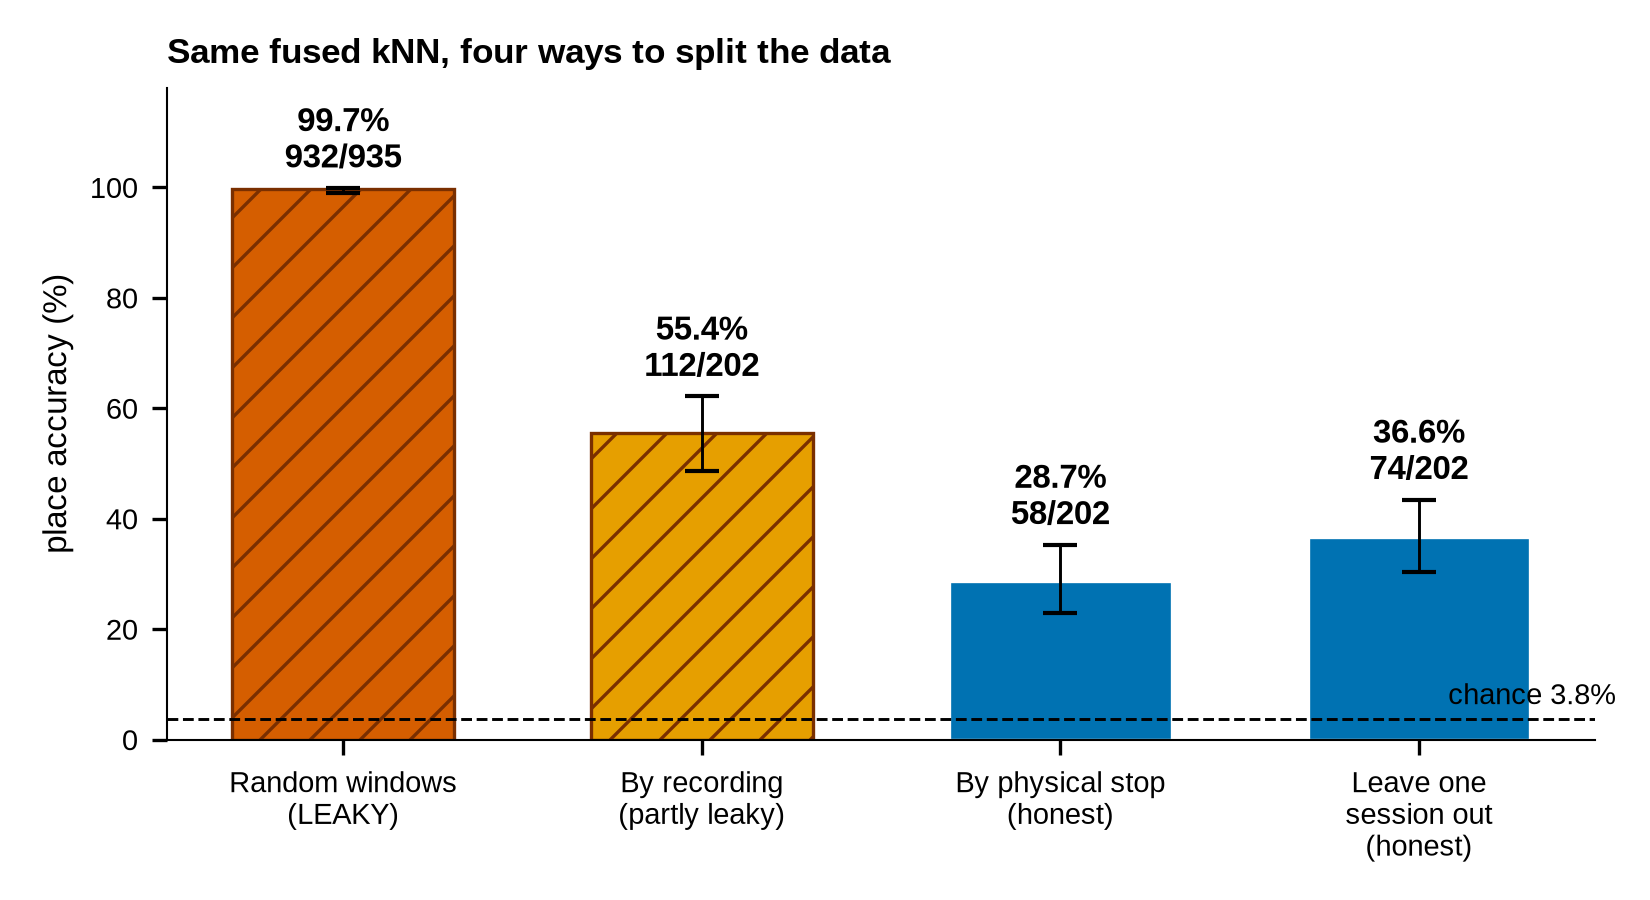 Same fused kNN, four ways to split the data
place accuracy (%)
100
80
60
40
20
0
99.7%
932/935
55.4%
112/202
28.7%
58/202
36.6%
74/202
chance 3.8%
Random windows
(LEAKY)
By recording
(partly leaky)
By physical stop
(honest)
Leave one
session out
(honest)